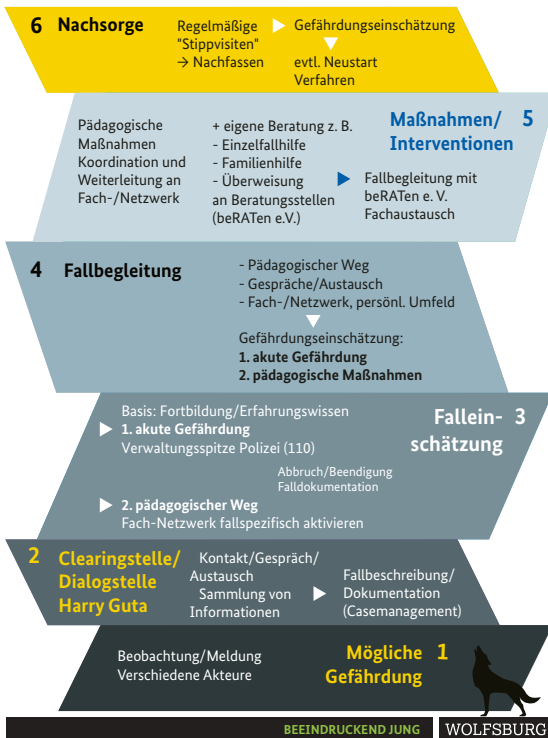 6 Nachsorge
Regelmäßige
"Stippvisiten"
→ Nachfassen
Gefährdungseinschätzung
evtl. Neustart
Verfahren
Maßnahmen/ 5
Interventionen
Pädagogische
Maßnahmen
Koordination und
Weiterleitung an
Fach-/Netzwerk
+ eigene Beratung z. B.
- Einzelfallhilfe
- Familienhilfe
- Überweisung
an Beratungsstellen
(beRATen e.V.)
Fallbegleitung mit
beRATen e. V.
Fachaustausch
4 Fallbegleitung
- Pädagogischer Weg
- Gespräche/Austausch
- Fach-/Netzwerk, persönl. Umfeld
Gefährdungseinschätzung:
1. akute Gefährdung
2. pädagogische Maßnahmen
Fallein- 3
schätzung
Basis: Fortbildung/Erfahrungswissen
1. akute Gefährdung
Verwaltungsspitze Polizei (110)
Abbruch/Beendigung
Falldokumentation
2. pädagogischer Weg
Fach-Netzwerk fallspezifisch aktivieren
2 Clearingstelle/
Dialogstelle
Harry Guta
Kontakt/Gespräch/
Austausch
Sammlung von
Informationen
Fallbeschreibung/
Dokumentation
(Casemanagement)
Mögliche 1
Gefährdung
Beobachtung/Meldung
Verschiedene Akteure
BEEINDRUCKEND JUNG
WOLFSBURG